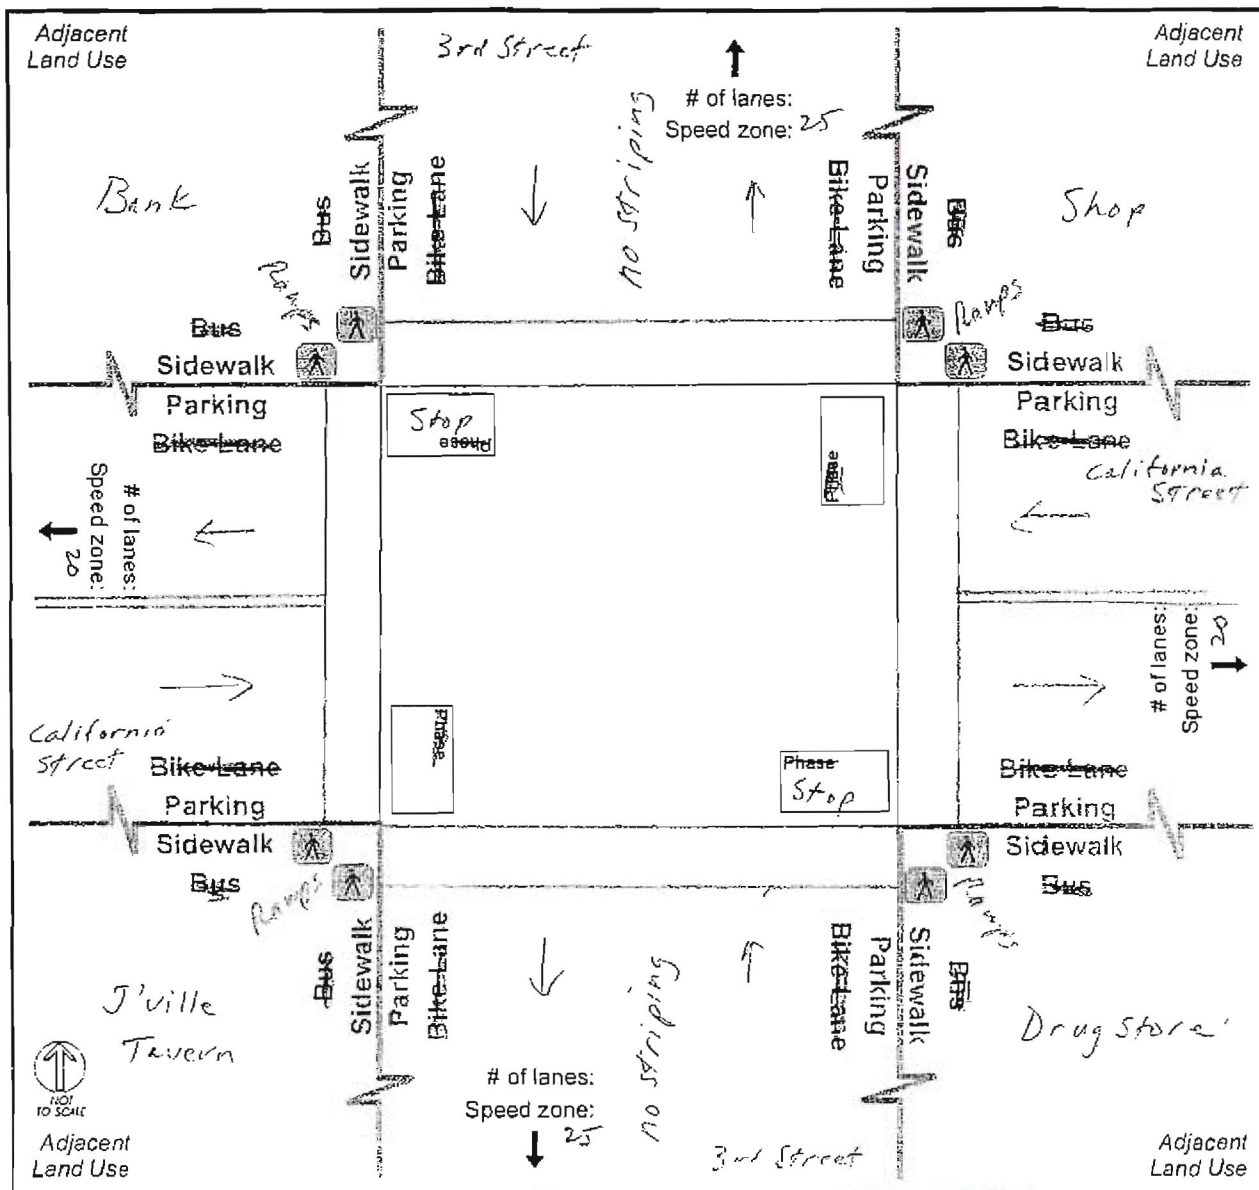 Adjacent
Land Use
3rd Street
Adjacent
Land Use
# of lanes:
Speed zone: 25
no striping
Bank
Bus
Sidewalk
Parking
Bike Lane
Bike Lane
Parking
Sidewalk
Bus
Shop
Ramps
Ramps
Bus
Sidewalk
Parking
Bike Lane
Bus
Sidewalk
Parking
Bike Lane
Stop
Phase
Phase
California
Street
# of lanes:
Speed zone:
20
# of lanes:
Speed zone:
20
California
Street
Phase
Phase
Stop
Bike Lane
Parking
Sidewalk
Bus
Bike Lane
Parking
Sidewalk
Bus
Ramps
Ramps
Bus
Sidewalk
Parking
Bike Lane
Bike Lane
Parking
Sidewalk
Bus
no striping
J'ville
Tavern
Drug Store
NOT
TO SCALE
# of lanes:
Speed zone:
25
3rd Street
Adjacent
Land Use
Adjacent
Land Use